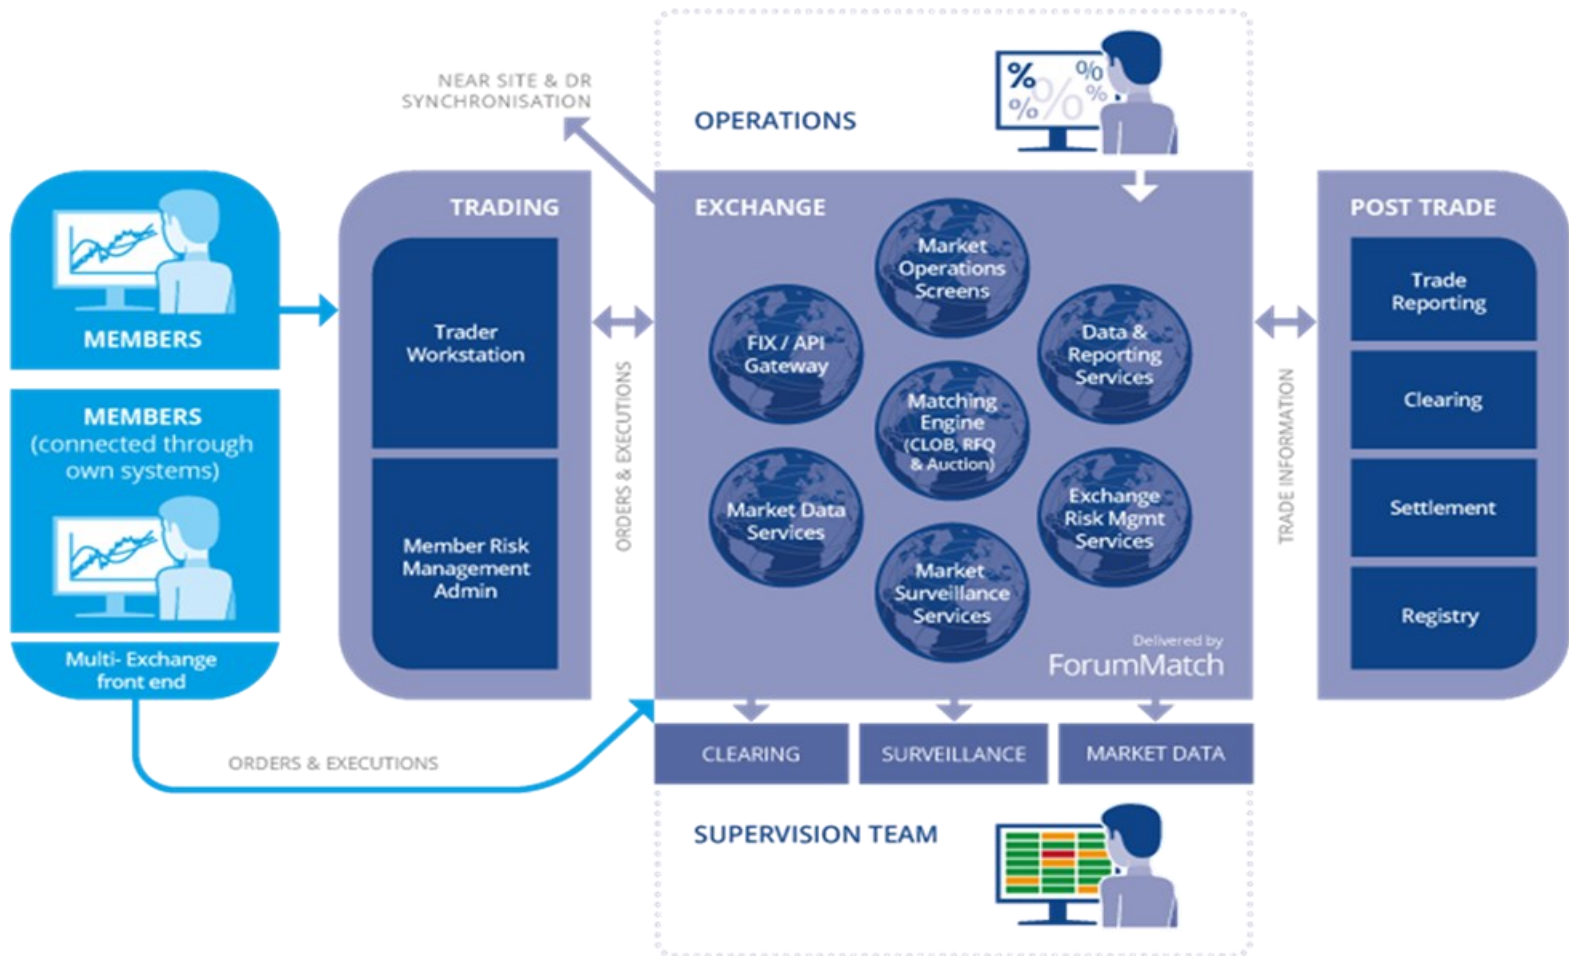 NEAR SITE & DR
SYNCHRONISATION
OPERATIONS
%
%
%
%
%
MEMBERS
MEMBERS
(connected through
own systems)
Multi- Exchange
front end
ORDERS & EXECUTIONS
TRADING
Trader
Workstation
Member Risk
Management
Admin
ORDERS & EXECUTIONS
EXCHANGE
Market
Operations
Screens
FIX / API
Gateway
Data &
Reporting
Services
Matching
Engine
(CLOB, RFQ
& Auction)
Market Data
Services
Exchange
Risk Mgmt
Services
Market
Surveillance
Services
Delivered by
ForumMatch
TRADE INFORMATION
POST TRADE
Trade
Reporting
Clearing
Settlement
Registry
CLEARING
SURVEILLANCE
MARKET DATA
SUPERVISION TEAM